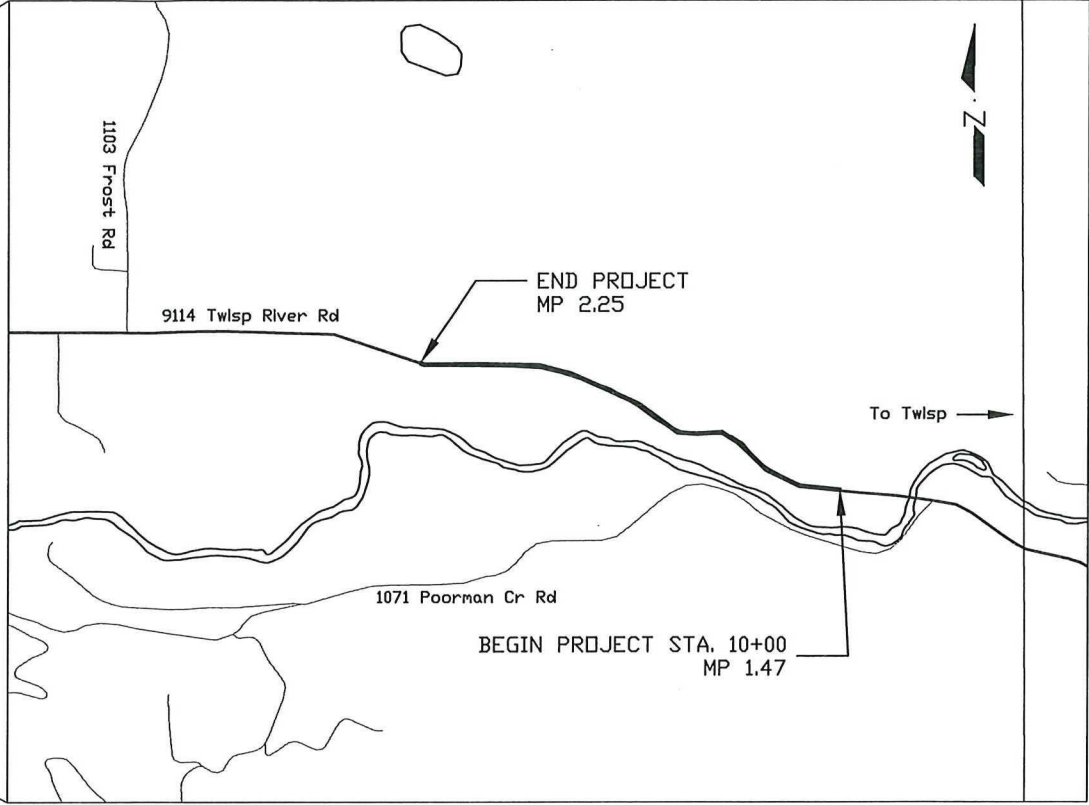 1103 Frost Rd
N
END PROJECT
MP 2.25
9114 Twisp River Rd
To Twisp
1071 Poorman Cr Rd
BEGIN PROJECT STA. 10+00
MP 1.47